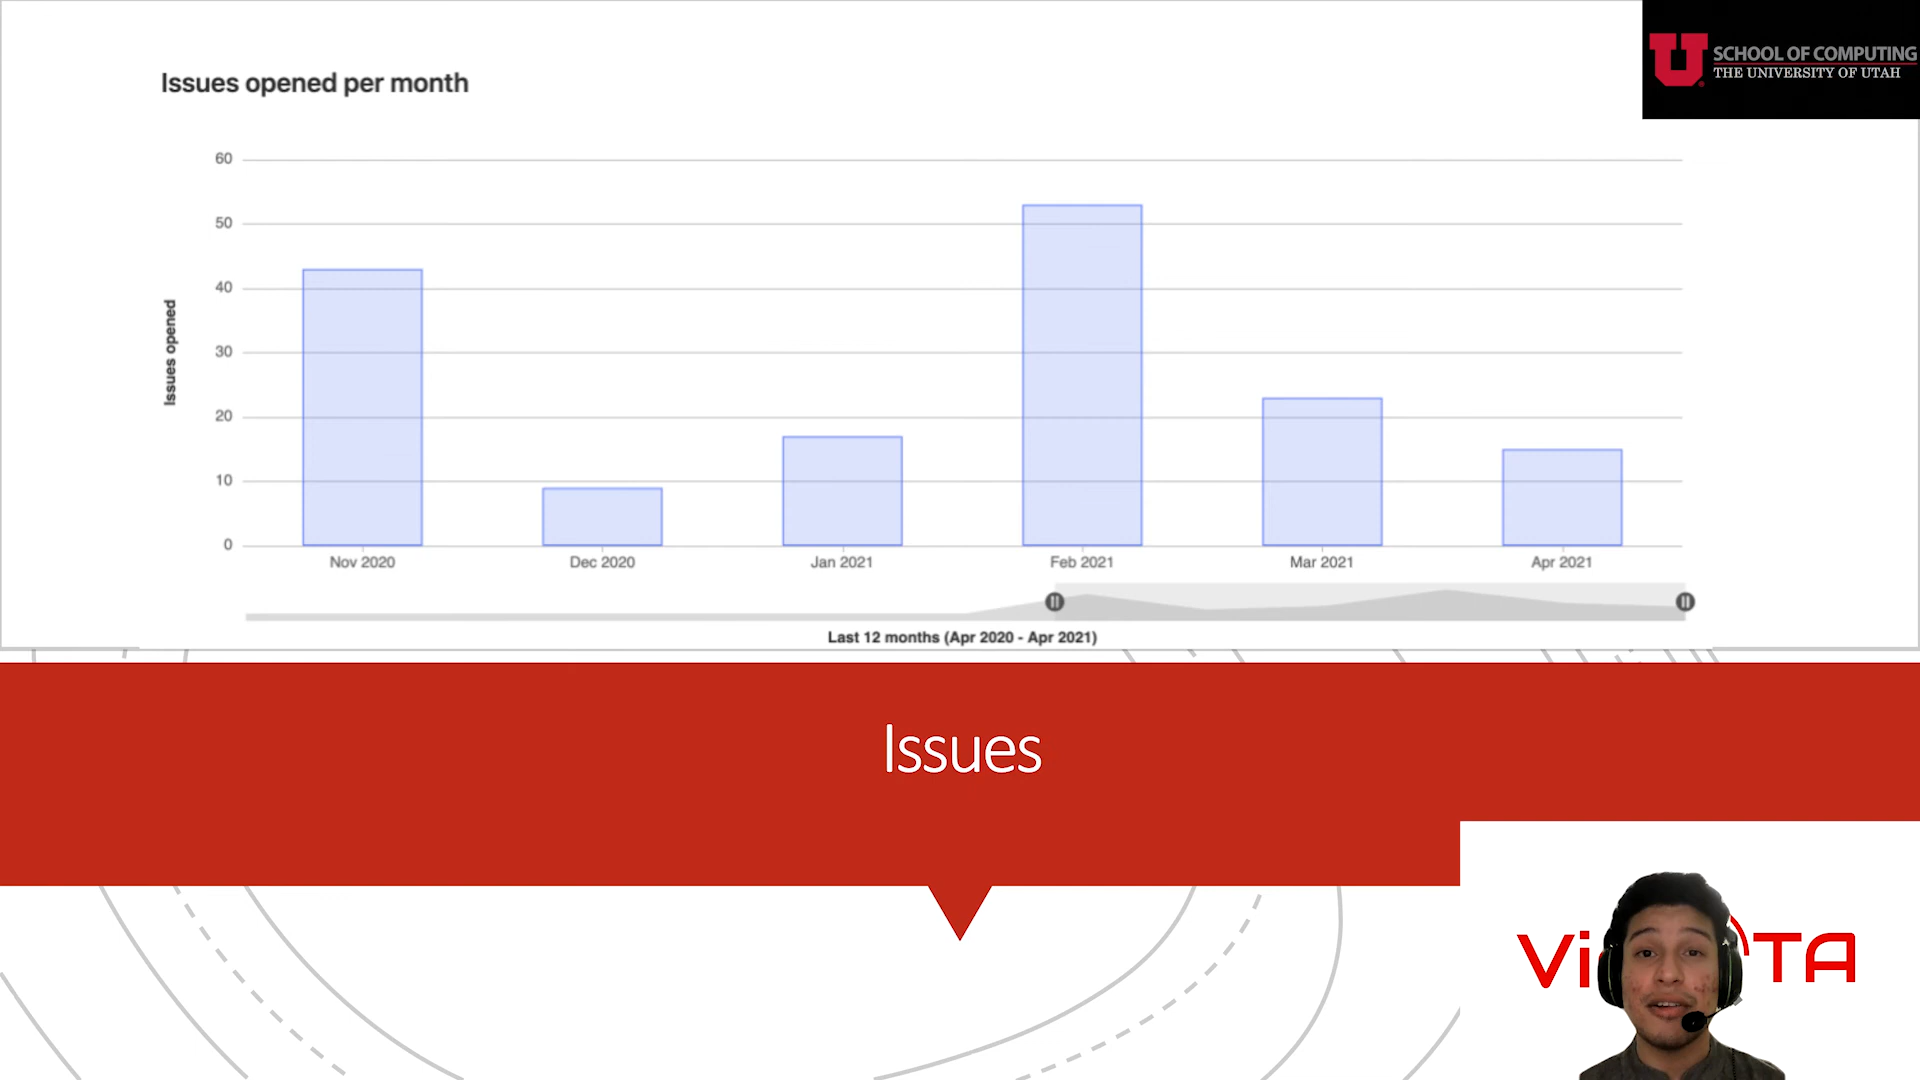 SCHOOL OF COMPUTING
THE UNIVERSITY OF UTAH
Issues opened per month
Issues opened
60
50
40
30
20
10
0
Nov 2020
Dec 2020
Jan 2021
Feb 2021
Mar 2021
Apr 2021
Last 12 months (Apr 2020 - Apr 2021)
Issues
Vi TA